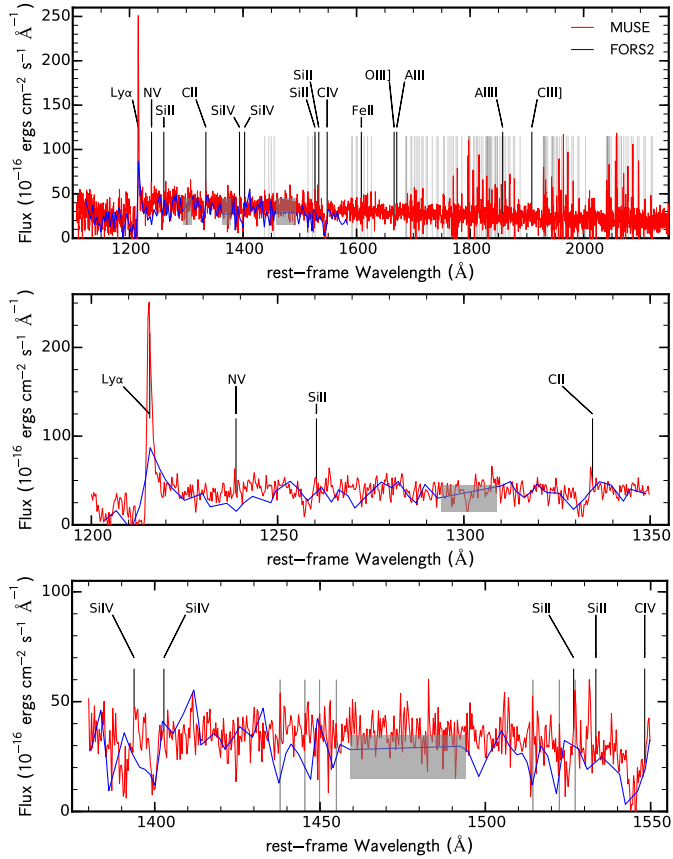 250
200
150
100
50
0
Flux (10⁻¹⁶ ergs cm⁻² s⁻¹ Å⁻¹)
MUSE
FORS2
Lyα
NV
SiII
CII
SiIV
SiIV
SiII
SiII
CIV
FeII
OIII]
AlII
AlIII
CIII]
1200
1400
1600
1800
2000
rest−frame Wavelength (Å)
200
100
0
Flux (10⁻¹⁶ ergs cm⁻² s⁻¹ Å⁻¹)
Lyα
NV
SiII
CII
1200
1250
1300
1350
rest−frame Wavelength (Å)
100
50
0
Flux (10⁻¹⁶ ergs cm⁻² s⁻¹ Å⁻¹)
SiIV
SiIV
SiII
SiII
CIV
1400
1450
1500
1550
rest−frame Wavelength (Å)